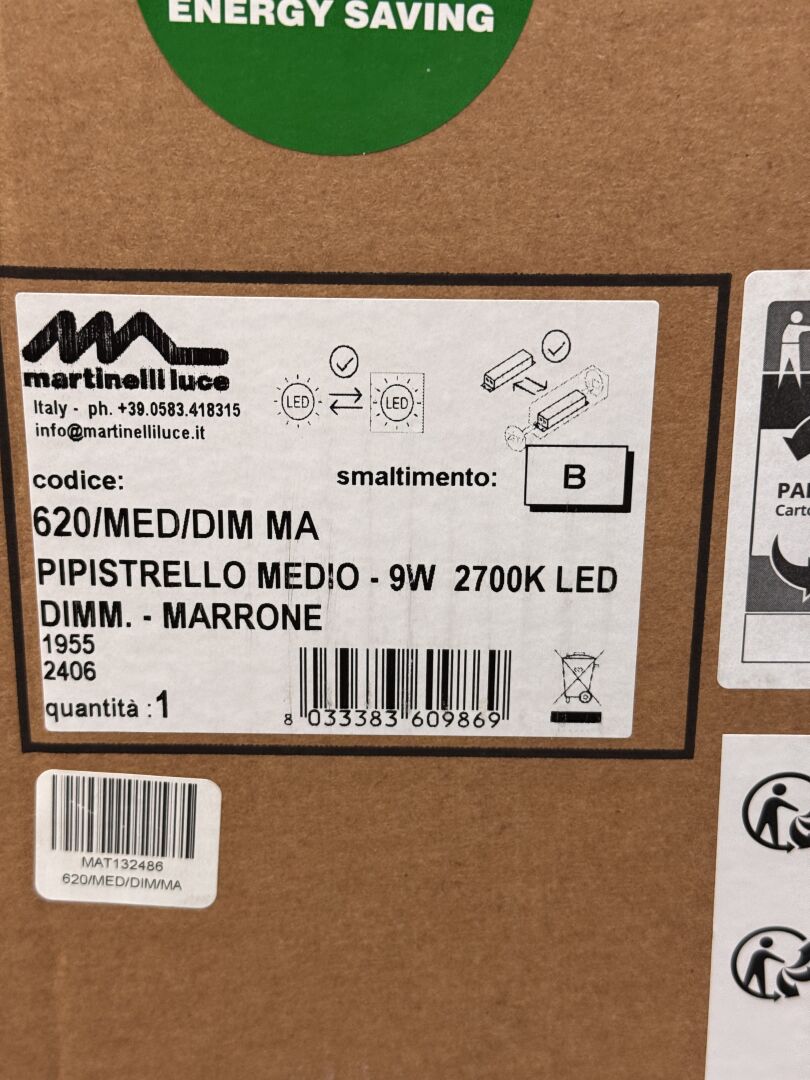 ENERGY SAVING
martinelli luce
Italy - ph. +39.0583.418315
info@martinelliluce.it
LED
LED
codice:
smaltimento: B
620/MED/DIM MA
PIPISTRELLO MEDIO - 9W 2700K LED
DIMM. - MARRONE
1955
2406
quantità : 1
8 033383 609869
MAT132486
620/MED/DIM/MA